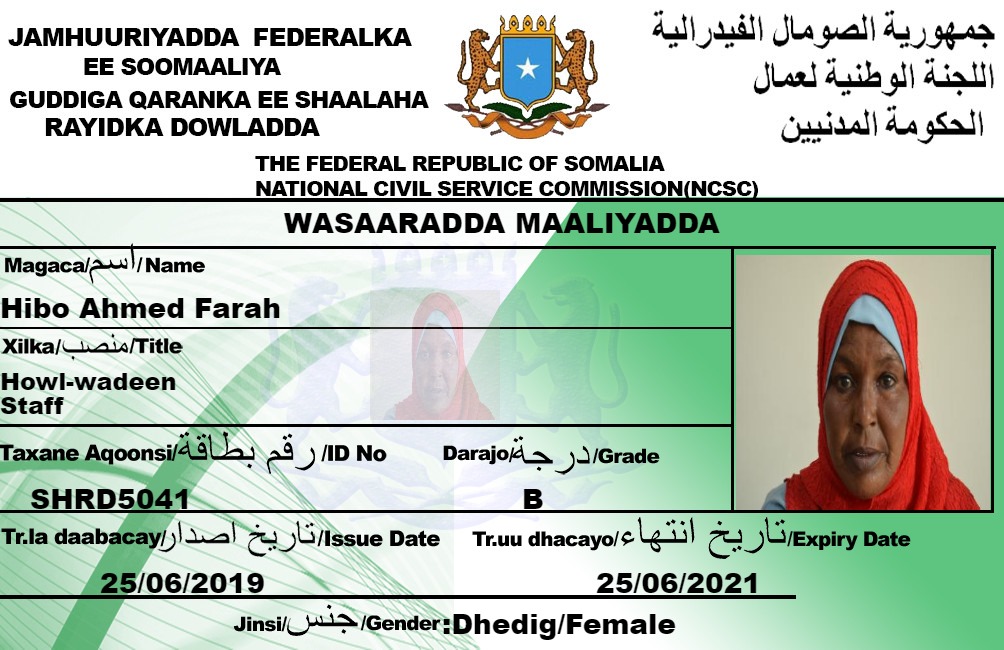 JAMHUURIYADDA FEDERALKA
EE SOOMAALIYA
GUDDIGA QARANKA EE SHAALAHA
RAYIDKA DOWLADDA
جمهورية الصومال الفيدرالية
اللجنة الوطنية لعمال
الحكومة المدنيين
THE FEDERAL REPUBLIC OF SOMALIA
NATIONAL CIVIL SERVICE COMMISSION(NCSC)
WASAARADDA MAALIYADDA
Magaca/اسم/Name
Hibo Ahmed Farah
Xilka/منصب/Title
Howl-wadeen
Staff
Taxane Aqoonsi/رقم بطاقة/ID No
Darajo/درجة/Grade
SHRD5041
B
Tr.la daabacay/تاريخ اصدار/Issue Date
Tr.uu dhacayo/تاريخ انتهاء/Expiry Date
25/06/2019
25/06/2021
Jinsi/جنس/Gender:Dhedig/Female